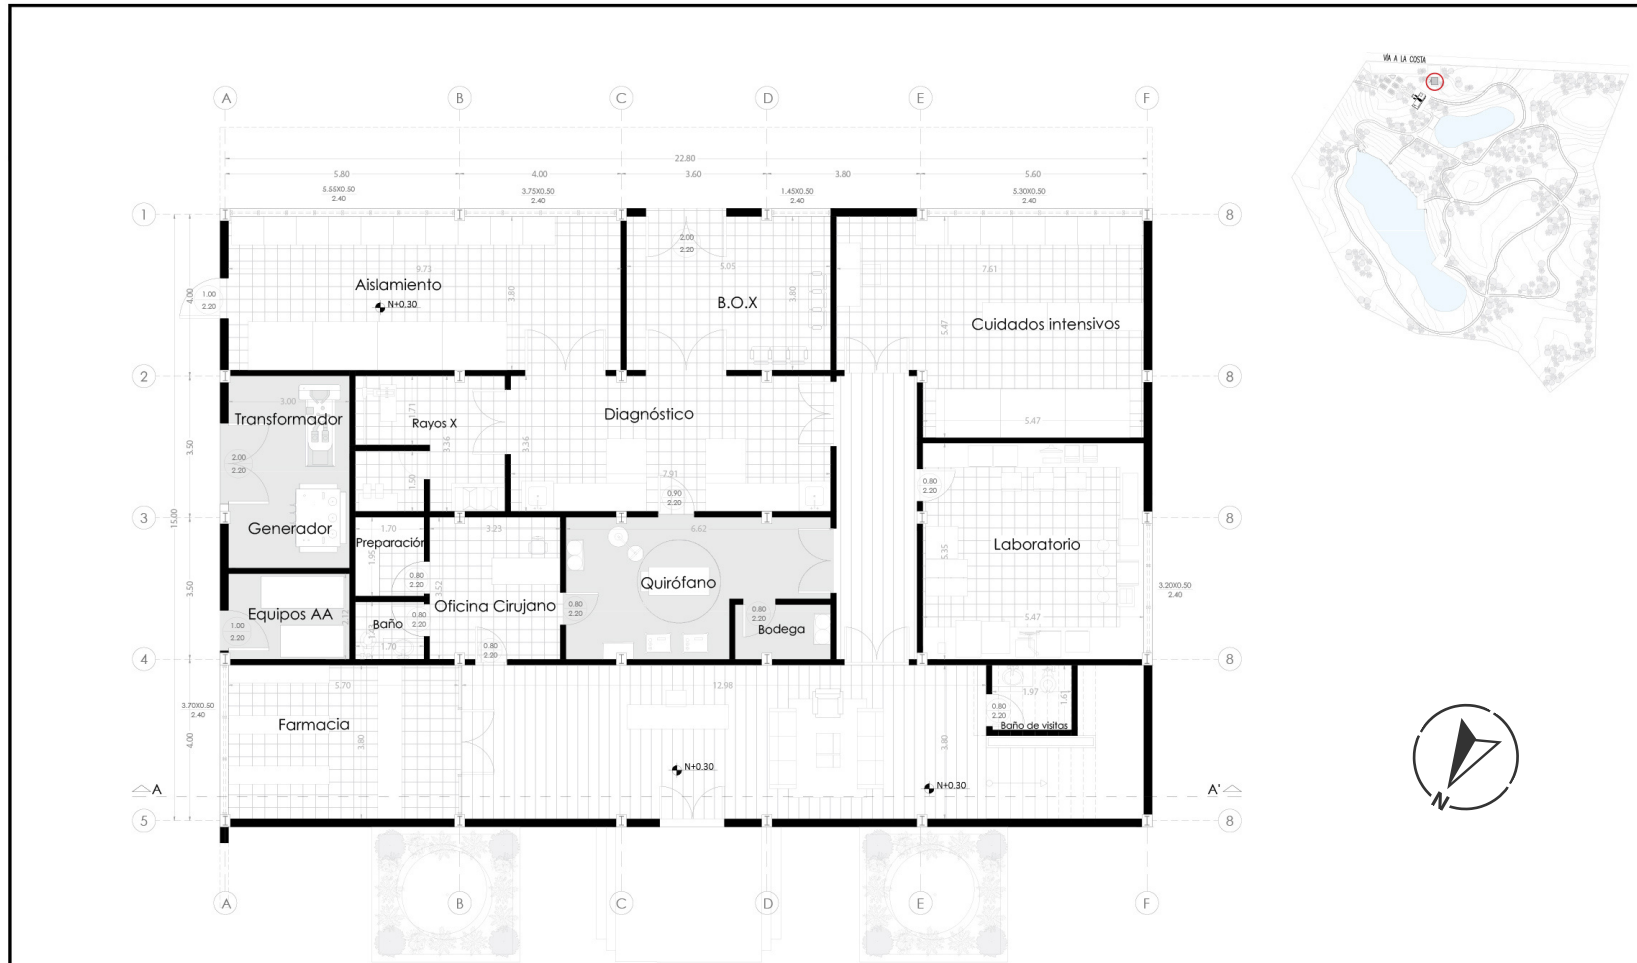 VÍA A LA COSTA
A
B
C
D
E
F
22.80
5.80
4.00
3.60
3.80
5.60
5.55X0.50
2.40
3.75X0.50
2.40
1.45X0.50
2.40
5.30X0.50
2.40
1
8
2.00
2.20
9.73
5.05
7.61
Aislamiento
N+0.30
1.00
2.20
4.00
3.80
B.O.X
3.80
Cuidados intensivos
5.47
2
8
3.00
Transformador
1.71
Rayos X
3.36
3.36
Diagnóstico
5.47
3.50
2.00
2.20
1.50
7.91
0.90
2.20
0.80
2.20
3
8
15.00
Generador
1.70
3.23
6.62
Preparación
1.95
Laboratorio
5.35
3.50
0.80
2.20
3.52
Quirófano
3.20X0.50
2.40
Equipos AA
2.12
Oficina Cirujano
0.80
2.20
0.80
2.20
5.47
1.00
2.20
Baño
0.80
2.20
Bodega
1.70
0.80
2.20
4
8
5.70
12.98
1.97
1.61
3.70X0.50
2.40
Farmacia
0.80
2.20
Baño de visitas
4.00
3.80
3.80
N+0.30
N+0.30
A
A'
N
5
8
A
B
C
D
E
F